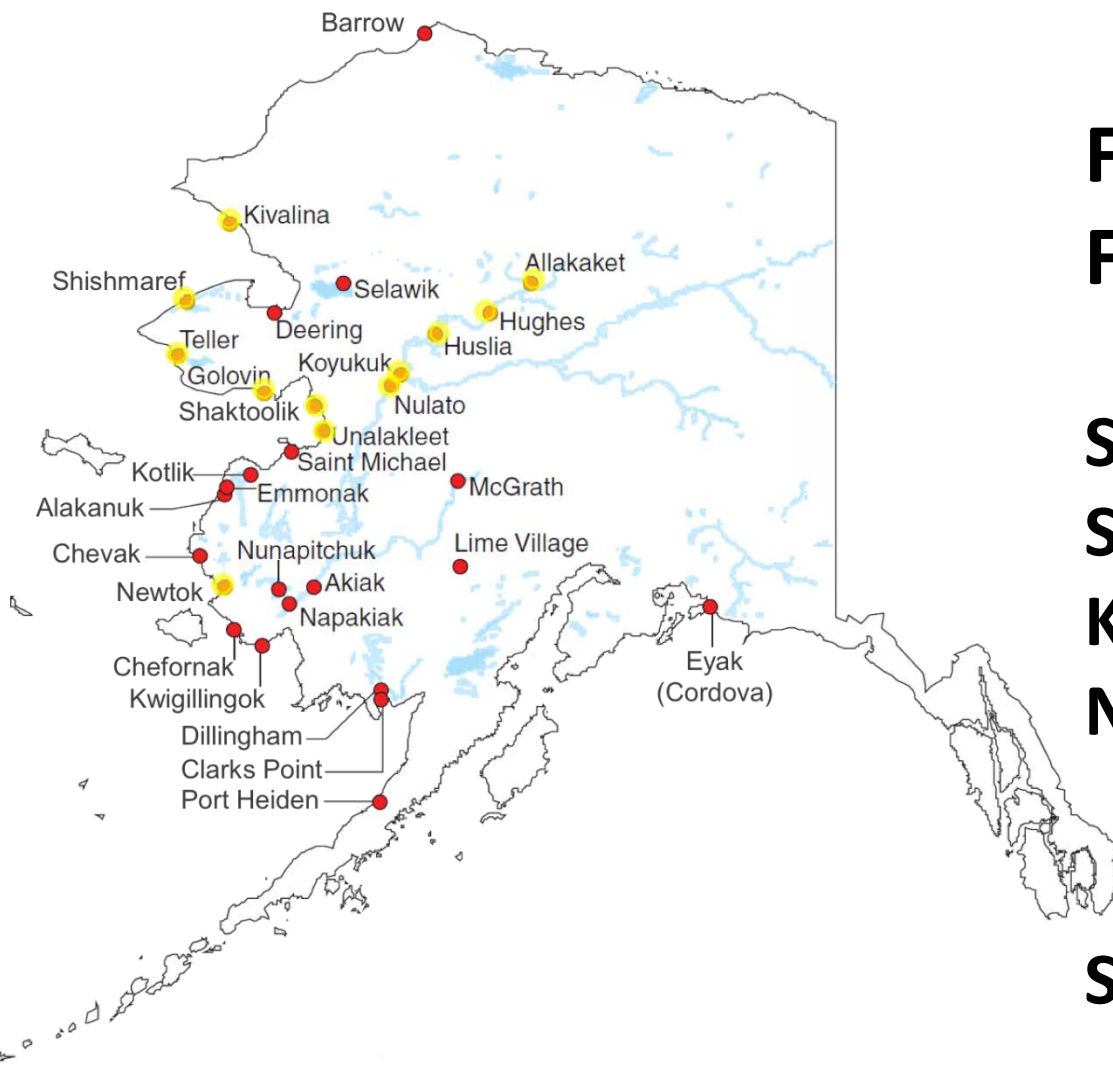 Barrow
Kivalina
Allakaket
Shishmaref
Selawik
Hughes
Deering
Teller
Huslia
Koyukuk
Golovin
Nulato
Shaktoolik
Unalakleet
Saint Michael
Kotlik
McGrath
Emmonak
Alakanuk
Lime Village
Nunapitchuk
Chevak
Akiak
Newtok
Napakiak
Chefornak
Eyak
(Cordova)
Kwigillingok
Dillingham
Clarks Point
Port Heiden
F
F
S
S
K
N
S